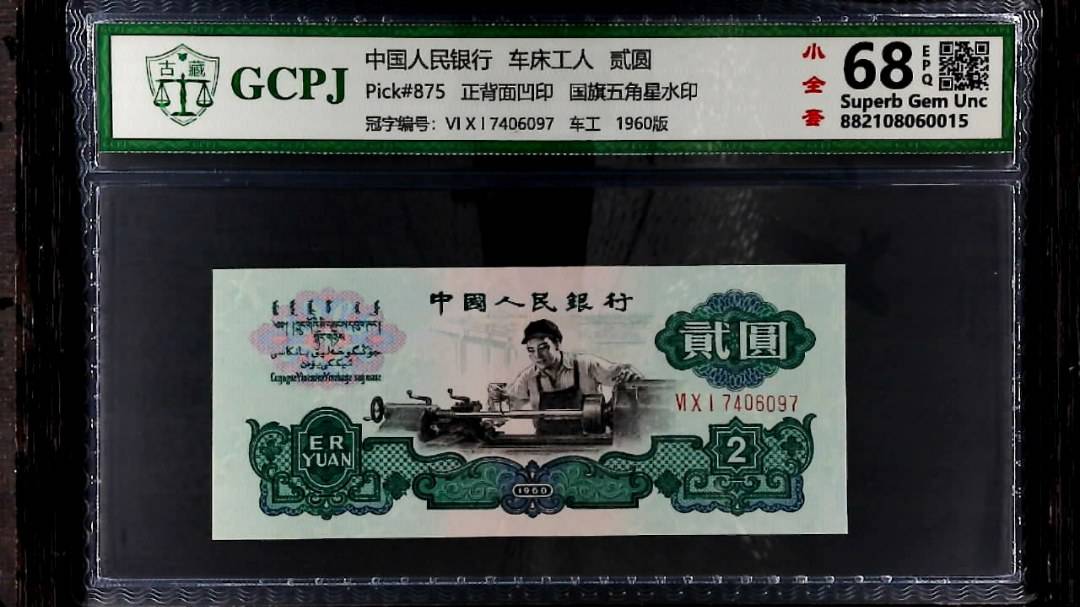 古藏
GCPJ
中国人民银行 车床工人 贰圆
Pick#875 正背面凹印 国旗五角星水印
冠字编号: VI X I 7406097 车工 1960版
小全套
68
EPQ
Superb Gem Unc
882108060015
中國人民銀行
貳圓
VI X I 7406097
ER
YUAN
2
1960